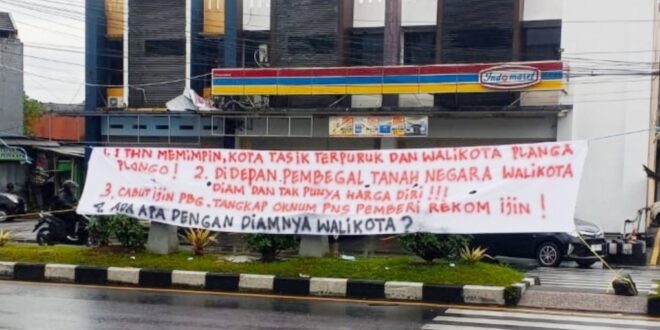 Indomaret
1. 1 THN MEMIMPIN, KOTA TASIK TERPURUK DAN WALIKOTA PLANGA
PLONGO! 2. DI DEPAN PEMBEGAL TANAH NEGARA WALIKOTA
DIAM DAN TAK PUNYA HARGA DIRI!!!
3. CABUT IJIN PBG. TANGKAP OKNUM PNS PEMBERI REKOM IJIN!
ADA APA DENGAN DIAMNYA WALIKOTA?